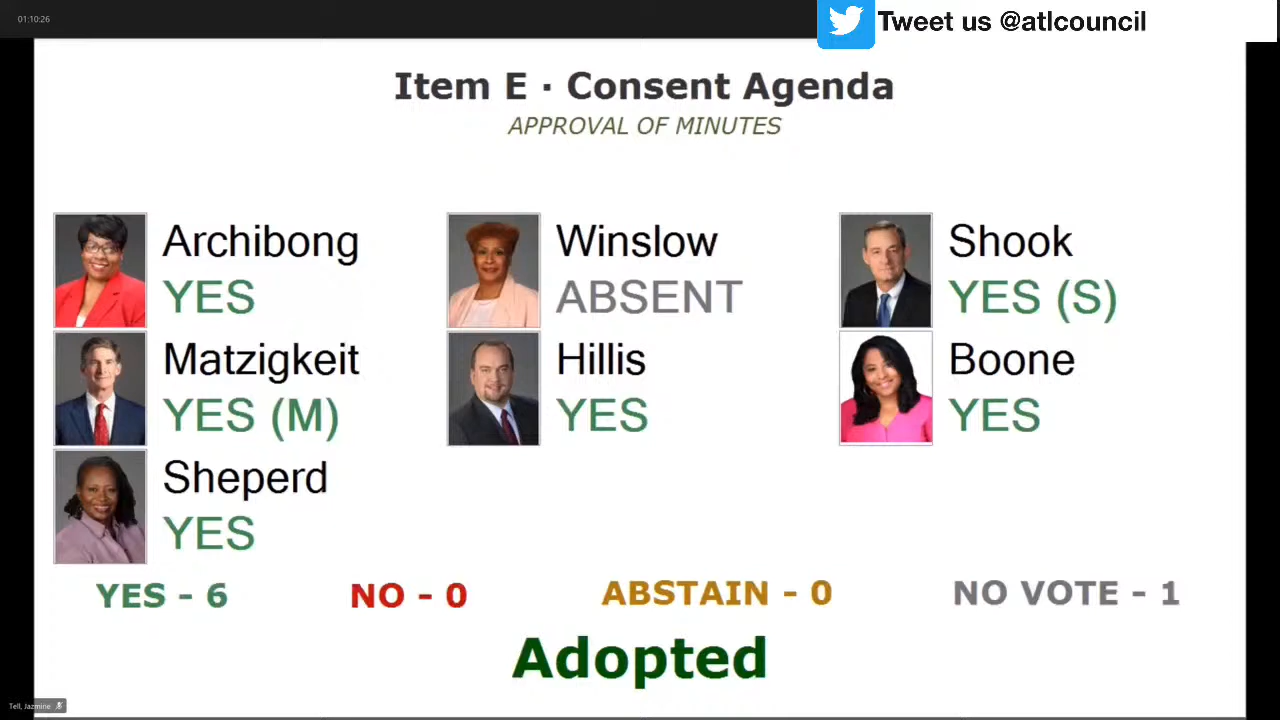 01:10:26
Tweet us @atlcouncil
Item E · Consent Agenda
APPROVAL OF MINUTES
Archibong
YES
Winslow
ABSENT
Shook
YES (S)
Matzigkeit
YES (M)
Hillis
YES
Boone
YES
Sheperd
YES
YES - 6
NO - 0
ABSTAIN - 0
NO VOTE - 1
Adopted
Tell, Jazmine